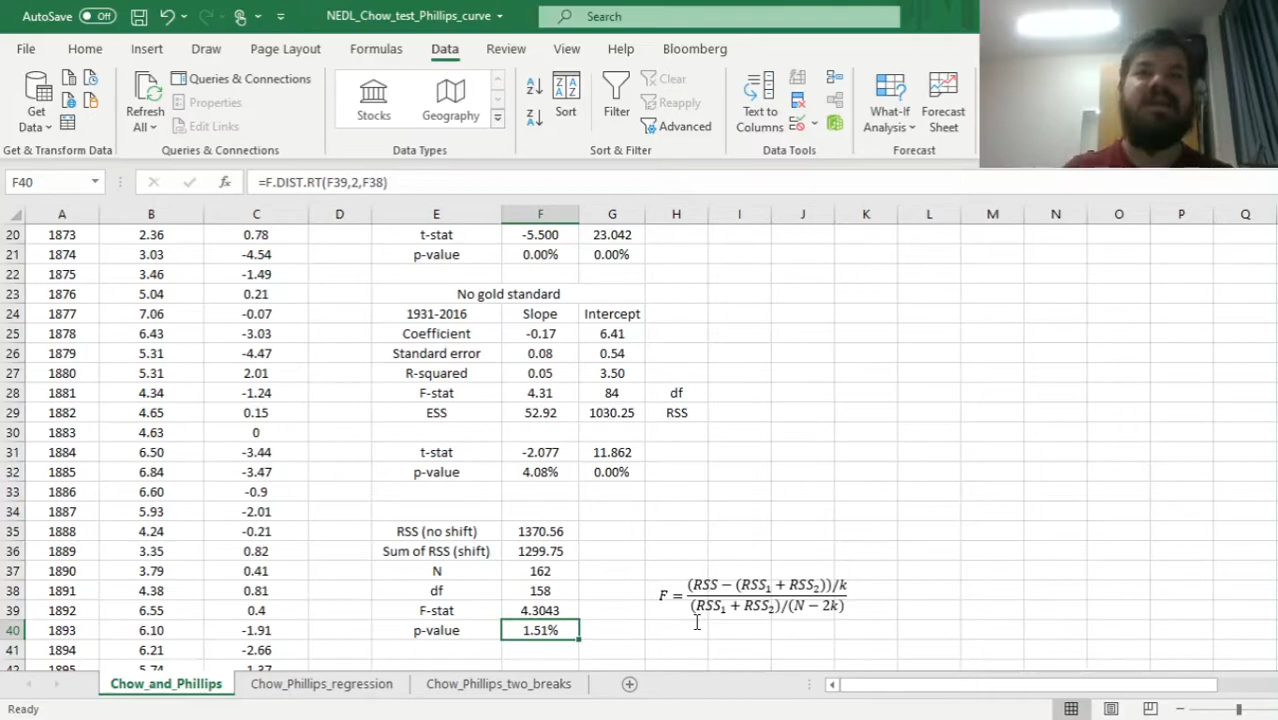 AutoSave Off NEDL_Chow_test_Phillips_curve Search
File Home Insert Draw Page Layout Formulas Data Review View Help Bloomberg
Get Data
Refresh All
Queries & Connections
Properties
Edit Links
Stocks Geography
Sort
Filter
Clear
Reapply
Advanced
Text to Columns
What-If Analysis
Forecast Sheet
Get & Transform Data Queries & Connections Data Types Sort & Filter Data Tools Forecast
F40 fx =F.DIST.RT(F39,2,F38)
A B C D E F G H I J K L M N O P Q
20 1873 2.36 0.78 t-stat -5.500 23.042
21 1874 3.03 -4.54 p-value 0.00% 0.00%
22 1875 3.46 -1.49
23 1876 5.04 0.21 No gold standard
24 1877 7.06 -0.07 1931-2016 Slope Intercept
25 1878 6.43 -3.03 Coefficient -0.17 6.41
26 1879 5.31 -4.47 Standard error 0.08 0.54
27 1880 5.31 2.01 R-squared 0.05 3.50
28 1881 4.34 -1.24 F-stat 4.31 84 df
29 1882 4.65 0.15 ESS 52.92 1030.25 RSS
30 1883 4.63 0
31 1884 6.50 -3.44 t-stat -2.077 11.862
32 1885 6.84 -3.47 p-value 4.08% 0.00%
33 1886 6.60 -0.9
34 1887 5.93 -2.01
35 1888 4.24 -0.21 RSS (no shift) 1370.56
36 1889 3.35 0.82 Sum of RSS (shift) 1299.75
37 1890 3.79 0.41 N 162
38 1891 4.38 0.81 df 158
39 1892 6.55 0.4 F-stat 4.3043
40 1893 6.10 -1.91 p-value 1.51%
F = (RSS − (RSS₁ + RSS₂))/k
(RSS₁ + RSS₂)/(N − 2k)
41 1894 6.21 -2.66
42 1895 5.74 -1.37
Chow_and_Phillips Chow_Phillips_regression Chow_Phillips_two_breaks
Ready